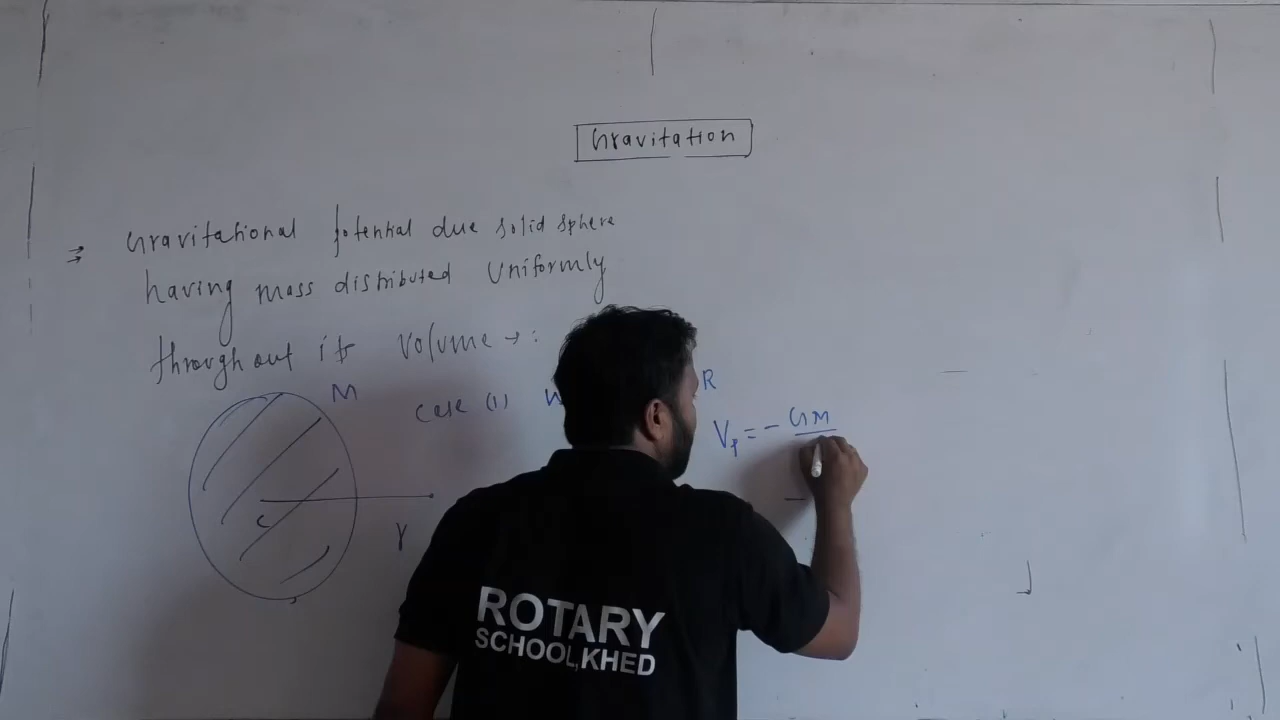 Gravitation
⇒ Gravitational potential due solid sphere
having mass distributed Uniformly
throughout its Volume → :
M
Case (1)
R
Vp = - GM
C
r
ROTARY
SCHOOL,KHED